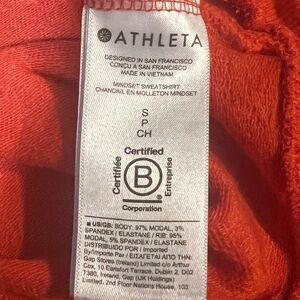 ATHLETA
DESIGNED IN SAN FRANCISCO
CONÇU À SAN FRANCISCO
MADE IN VIETNAM
MINDSET SWEATSHIRT
CHANDAIL EN MOLLETON MINDSET
S
P
CH
Certified
Certifiée
B
Entreprise
Corporation
US/GB: BODY: 97% MODAL, 3%
SPANDEX / ELASTANE / RIB: 95%
MODAL, 5% SPANDEX / ELASTANE
DISTRIBUIDO POR / Imported
By/Importe Par / ΕΙΣΑΓΕΤΑΙ ΑΠΟ ΤΗΝ:
Gap Stores (Ireland) Limited c/o Arthur
Cox, 10 Earlsfort Terrace, Dublin 2, D02
T380, Ireland, Gap (UK Holdings)
Limited, 2nd Floor Nations House, 103